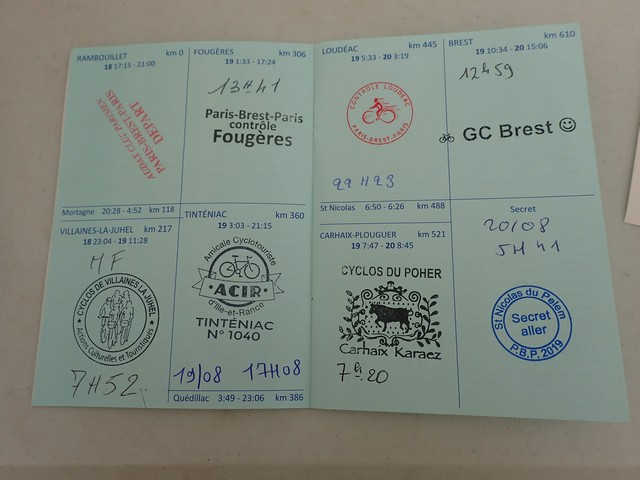 RAMBOUILLET km 0
18 17:15 - 21:00
AUDAX CLUB PARISIEN
PARIS-BREST-PARIS
DEPART
Mortagne 20:28 - 4:52 km 118
FOUGÈRES km 306
19 1:33 - 17:24
13H41
Paris-Brest-Paris
contrôle
Fougères
VILLAINES-LA-JUHEL km 217
18 23:04 - 19 11:28
MF
CYCLOS DE VILLAINES LA JUHEL
Actions Culturelles et Touristiques
7H52
TINTÉNIAC km 360
19 3:03 - 21:15
Amicale Cyclotouriste
ACIR
d'Ille-et-Rance
TINTÉNIAC
N° 1040
19/08 17H08
Quédillac 3:49 - 23:06 km 386
LOUDÉAC km 445
19 5:33 - 20 3:19
CONTROLE LOUDEAC
PARIS-BREST-PARIS
22H23
St Nicolas 6:50 - 6:26 km 488
BREST km 610
19 10:34 - 20 15:06
12h59
GC Brest ☺
CARHAIX-PLOUGUER km 521
19 7:47 - 20 8:45
CYCLOS DU POHER
Carhaix Karaez
7h20
Secret
20/08
5H41
St Nicolas du Pelem
Secret
aller
P.B.P. 2019